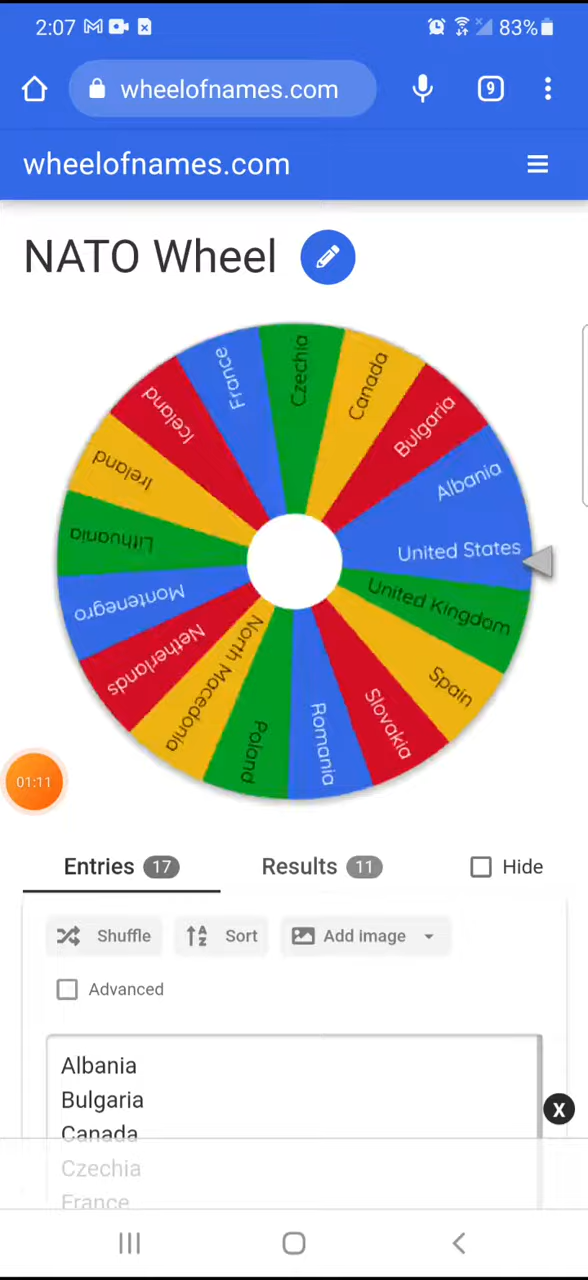 2:07
83%
wheelofnames.com
9
wheelofnames.com
NATO Wheel
Czechia
Canada
Bulgaria
Albania
United States
United Kingdom
Spain
Slovakia
Romania
Poland
North Macedonia
Netherlands
Montenegro
Lithuania
Ireland
Iceland
France
01:11
Entries 17
Results 11
Hide
Shuffle
Sort
Add image
Advanced
Albania
Bulgaria
Canada
Czechia
France
X